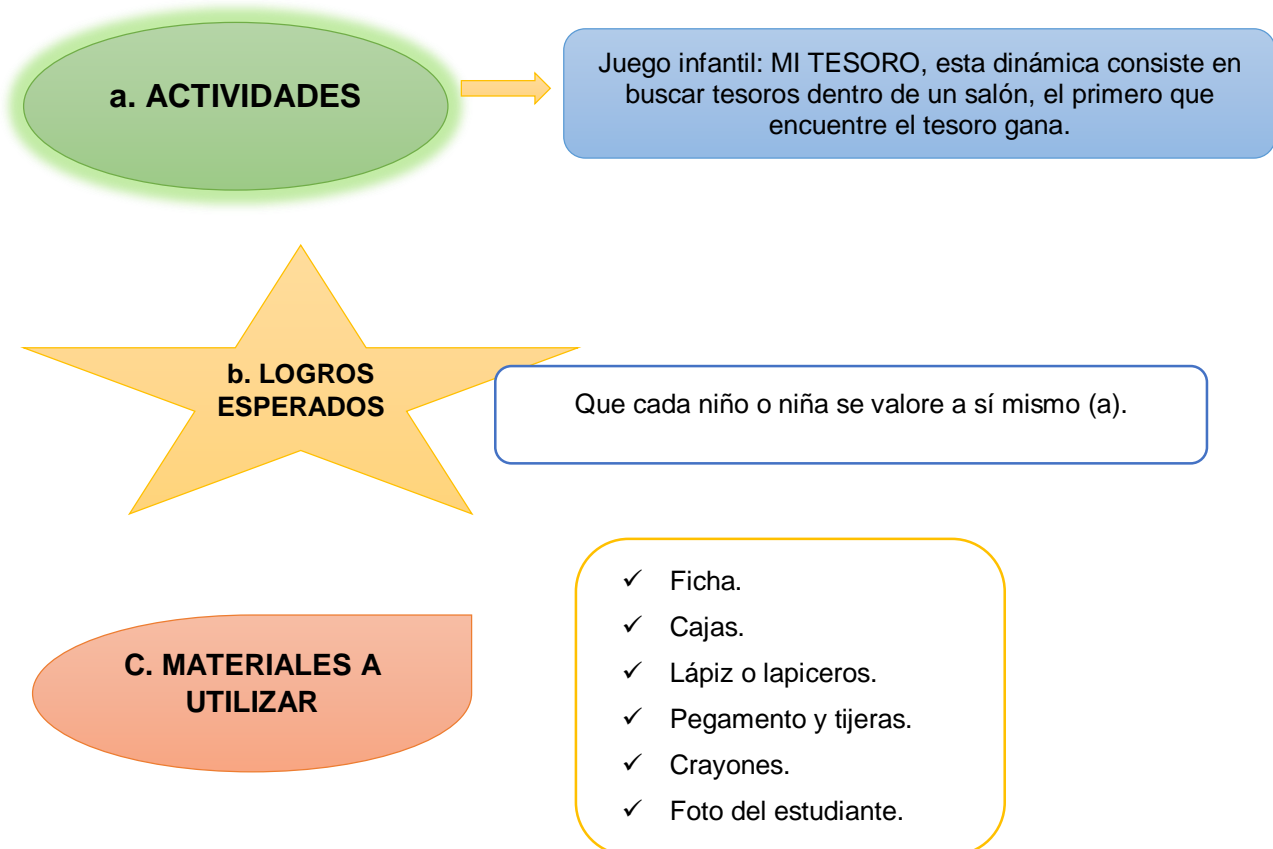 a. ACTIVIDADES
Juego infantil: MI TESORO, esta dinámica consiste en
buscar tesoros dentro de un salón, el primero que
encuentre el tesoro gana.
b. LOGROS
ESPERADOS
Que cada niño o niña se valore a sí mismo (a).
C. MATERIALES A
UTILIZAR
✓ Ficha.
✓ Cajas.
✓ Lápiz o lapiceros.
✓ Pegamento y tijeras.
✓ Crayones.
✓ Foto del estudiante.